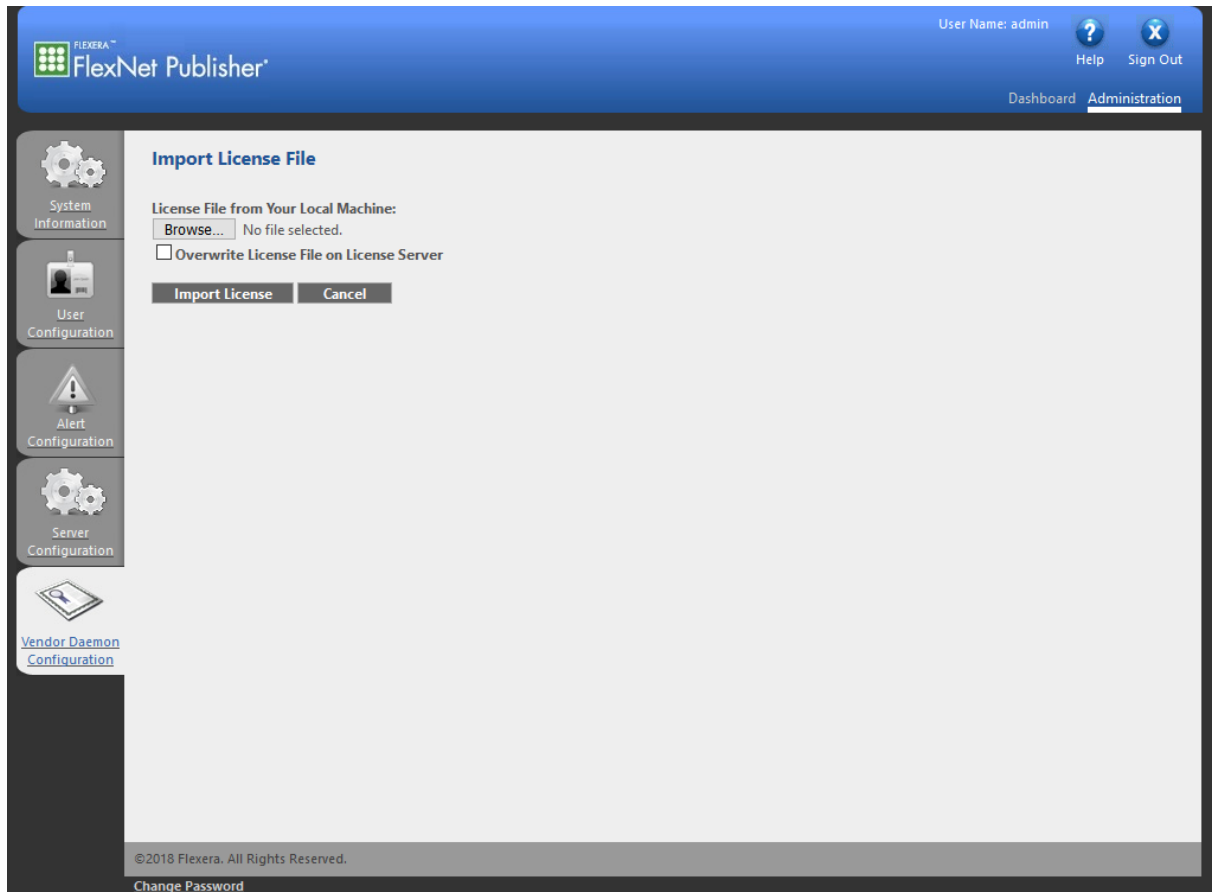 User Name: admin
FLEXERA™
FlexNet Publisher®
Help
Sign Out
Dashboard Administration
System
Information
User
Configuration
Alert
Configuration
Server
Configuration
Vendor Daemon
Configuration
Import License File
License File from Your Local Machine:
Browse... No file selected.
Overwrite License File on License Server
Import License Cancel
©2018 Flexera. All Rights Reserved.
Change Password